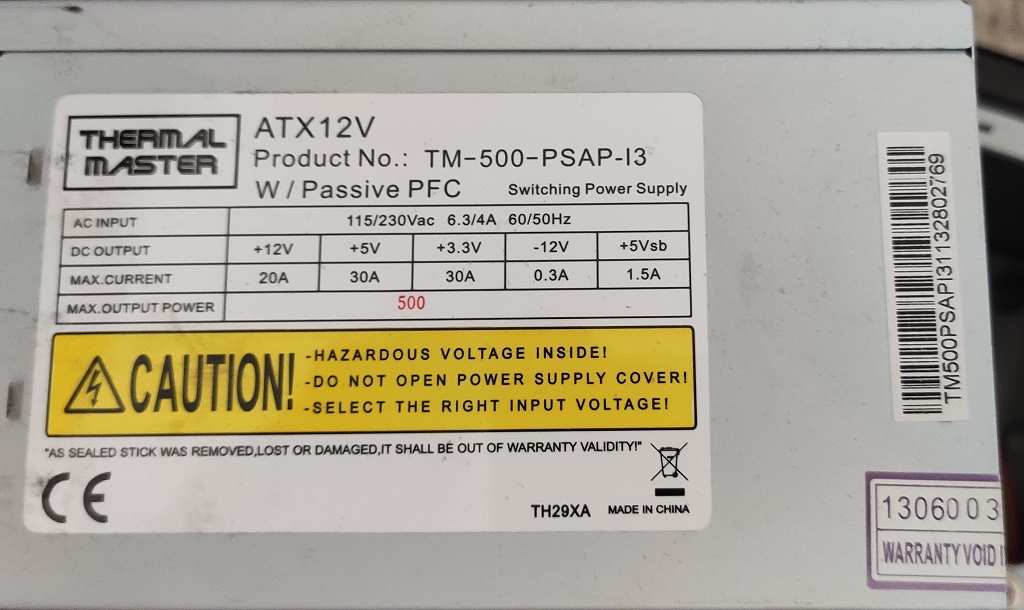 THERMAL
MASTER
ATX12V
Product No.: TM-500-PSAP-I3
W / Passive PFC
Switching Power Supply
AC INPUT 115/230Vac 6.3/4A 60/50Hz
DC OUTPUT +12V +5V +3.3V -12V +5Vsb
MAX.CURRENT 20A 30A 30A 0.3A 1.5A
MAX.OUTPUT POWER 500
CAUTION!
-HAZARDOUS VOLTAGE INSIDE!
-DO NOT OPEN POWER SUPPLY COVER!
-SELECT THE RIGHT INPUT VOLTAGE!
"AS SEALED STICK WAS REMOVED,LOST OR DAMAGED,IT SHALL BE OUT OF WARRANTY VALIDITY!"
CE
TH29XA MADE IN CHINA
TM500PSAPI31132802769
1306003
WARRANTY VOID